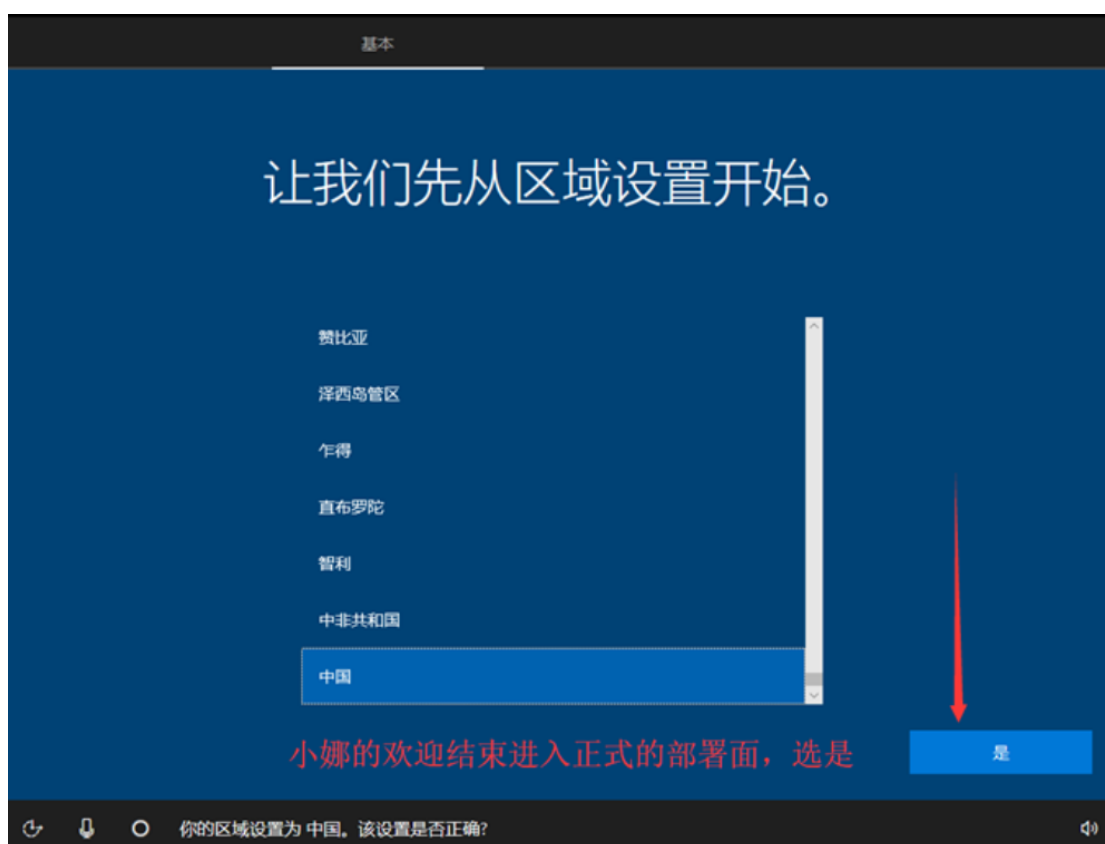 基本
让我们先从区域设置开始。
赞比亚
泽西岛管区
乍得
直布罗陀
智利
中非共和国
中国
小娜的欢迎结束进入正式的部署面，选是
是
你的区域设置为 中国。该设置是否正确?